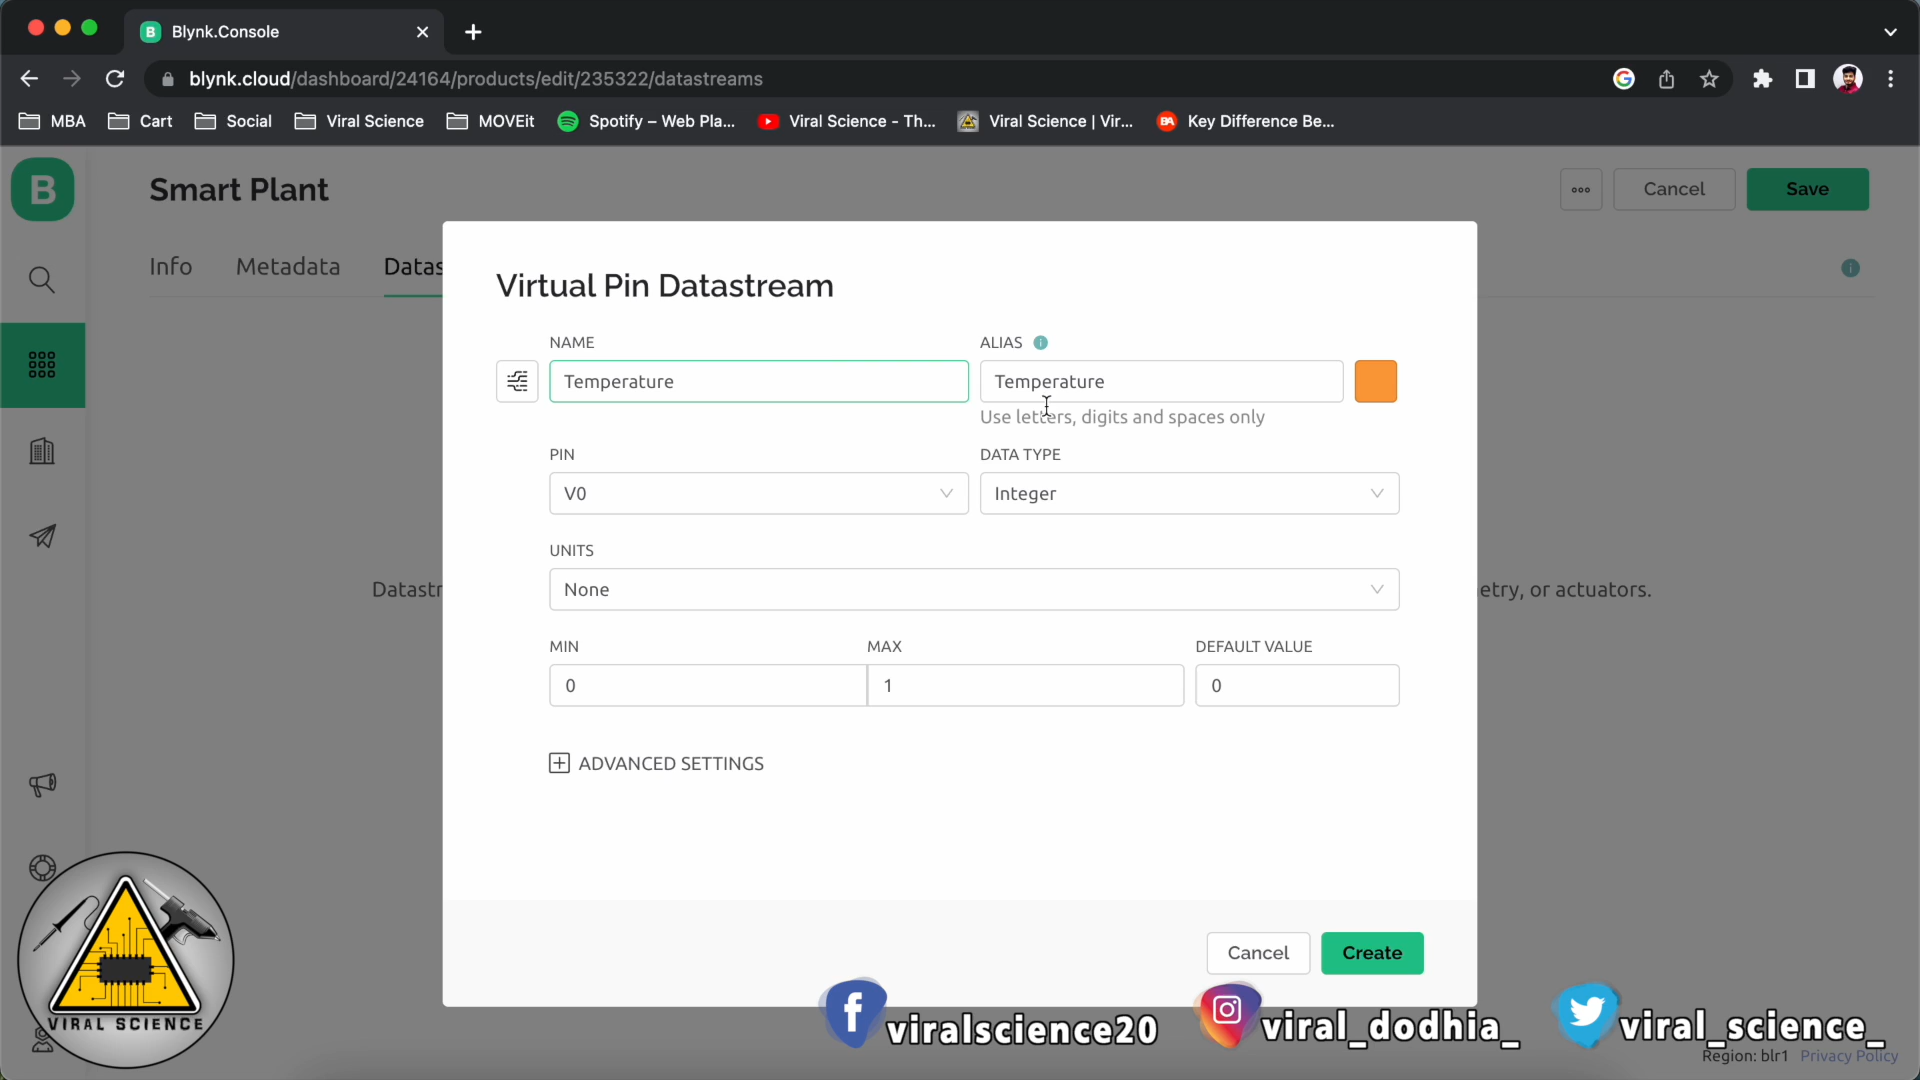 Blynk.Console
blynk.cloud/dashboard/24164/products/edit/235322/datastreams
MBA Cart Social Viral Science MOVEit Spotify – Web Pla... Viral Science - Th... Viral Science | Vir... BA Key Difference Be...
B Smart Plant Cancel Save
Info Metadata Datas
Virtual Pin Datastream
NAME ALIAS
Temperature Temperature
Use letters, digits and spaces only
PIN DATA TYPE
V0 Integer
UNITS
None
Datastr etry, or actuators.
MIN MAX DEFAULT VALUE
0 1 0
ADVANCED SETTINGS
Cancel Create
VIRAL SCIENCE
viralscience20 viral_dodhia_ viral_science_
Region: blr1 Privacy Policy